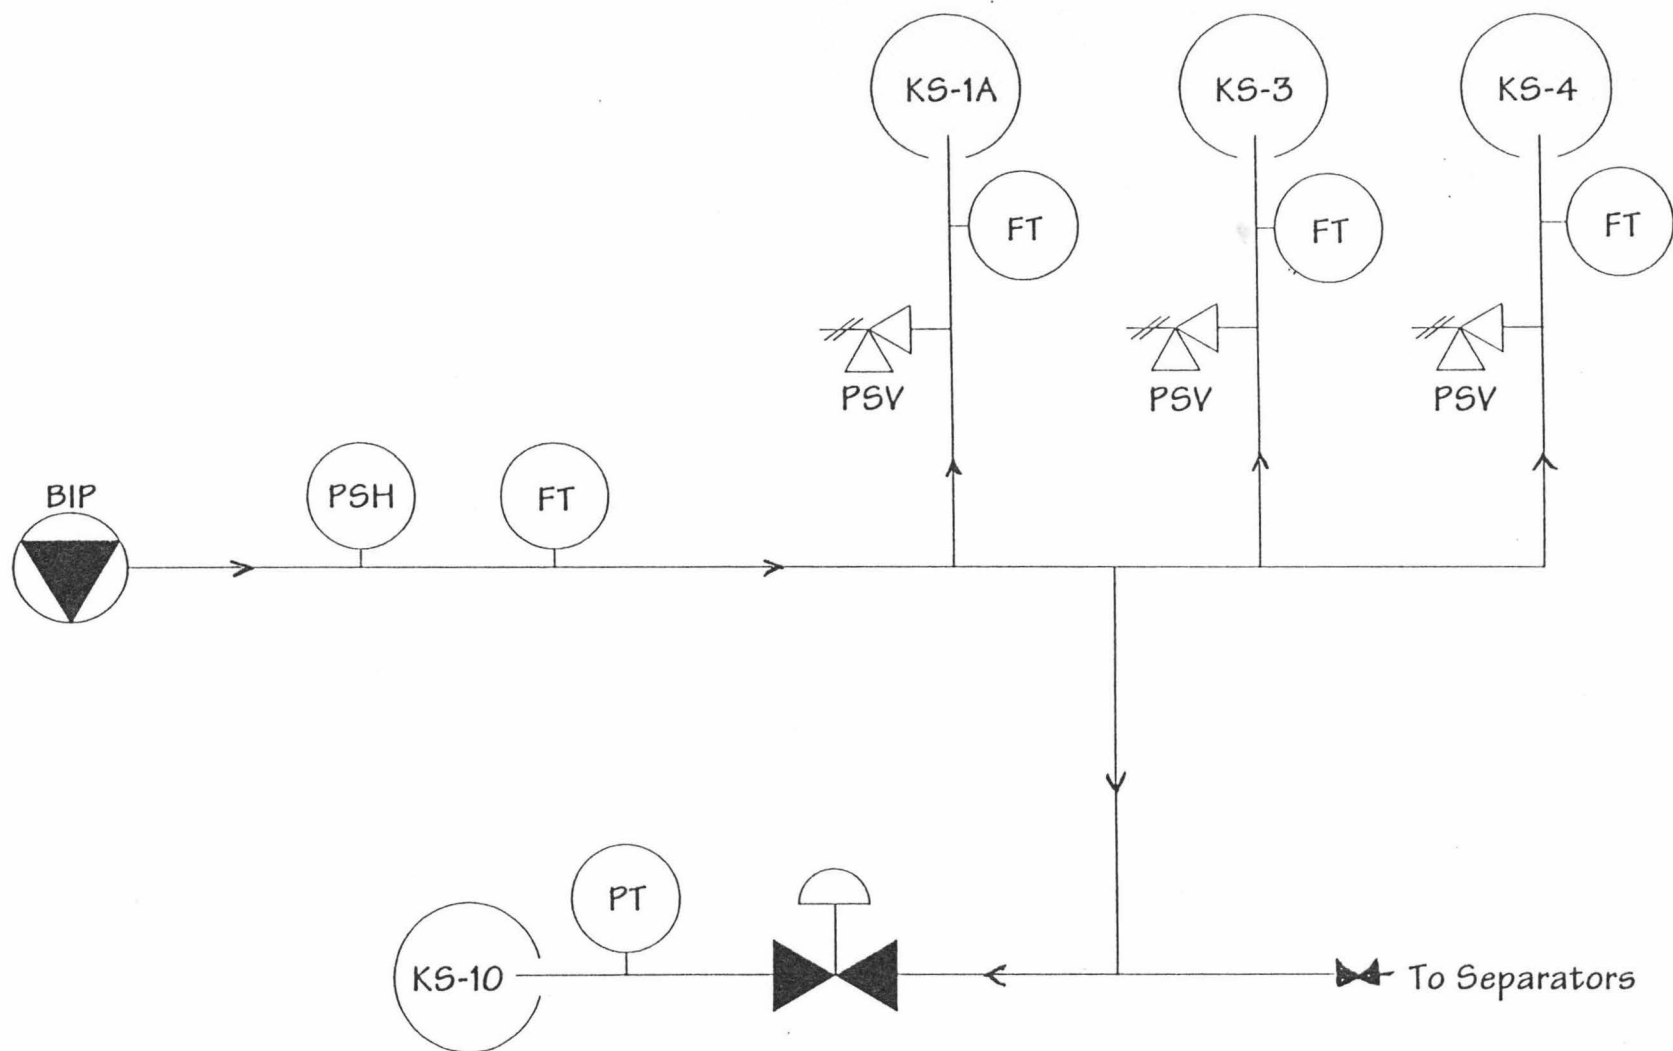 KS-1A
KS-3
KS-4
FT
FT
FT
PSV
PSV
PSV
BIP
PSH
FT
PT
KS-10
To Separators